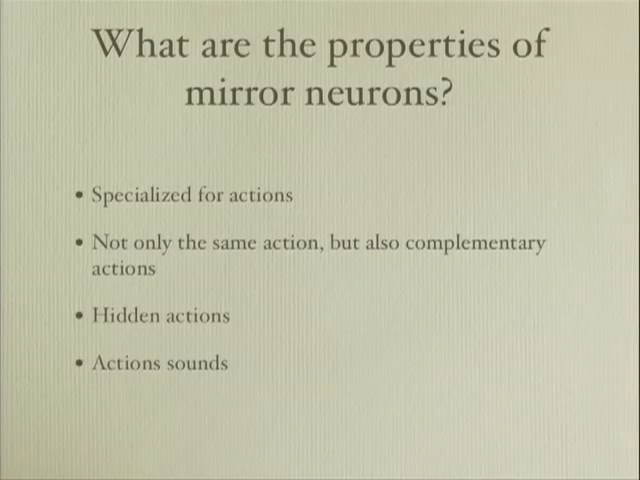 What are the properties of
mirror neurons?
• Specialized for actions
• Not only the same action, but also complementary
actions
• Hidden actions
• Actions sounds